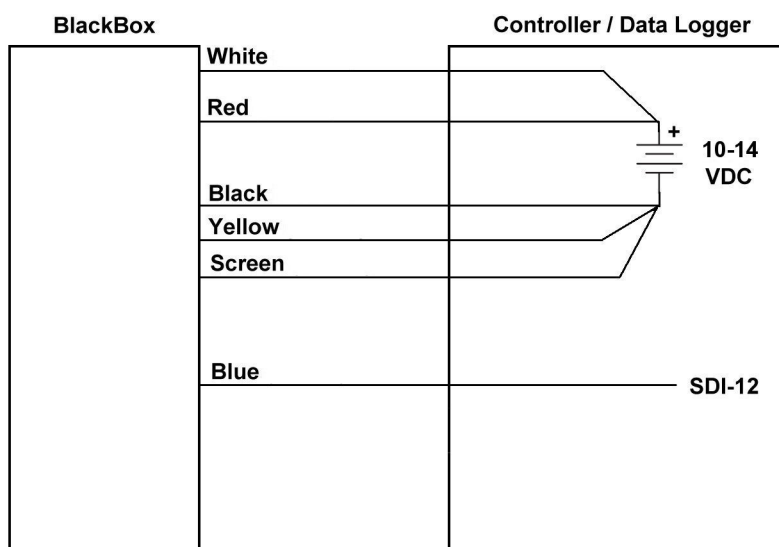 BlackBox
Controller / Data Logger
White
Red
+
10-14
VDC
Black
Yellow
Screen
Blue
SDI-12